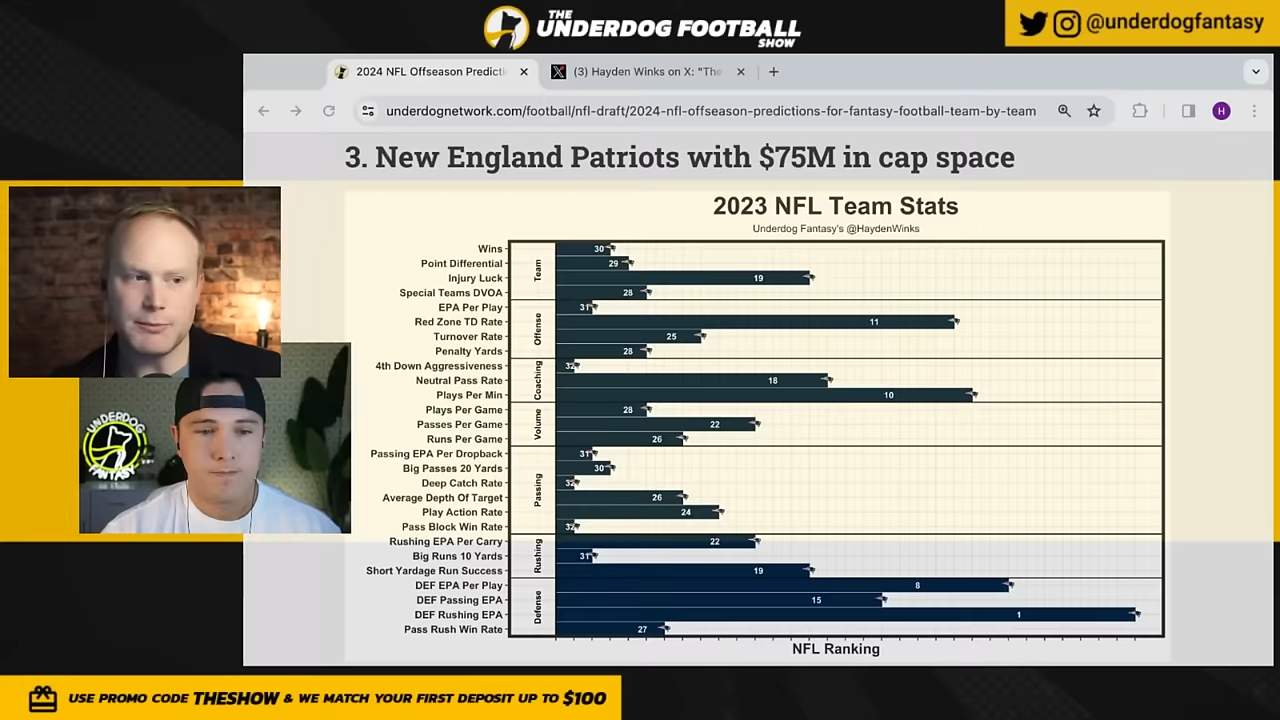 THE
UNDERDOG FOOTBALL
SHOW
@underdogfantasy
2024 NFL Offseason Predicti
(3) Hayden Winks on X: "The
underdognetwork.com/football/nfl-draft/2024-nfl-offseason-predictions-for-fantasy-football-team-by-team
H
3. New England Patriots with $75M in cap space
2023 NFL Team Stats
Underdog Fantasy's @HaydenWinks
Team
Wins 30
Point Differential 29
Injury Luck 19
Special Teams DVOA 28
Offense
EPA Per Play 31
Red Zone TD Rate 11
Turnover Rate 25
Penalty Yards 28
Coaching
4th Down Aggressiveness 32
Neutral Pass Rate 18
Plays Per Min 10
Volume
Plays Per Game 28
Passes Per Game 22
Runs Per Game 26
Passing
Passing EPA Per Dropback 31
Big Passes 20 Yards 30
Deep Catch Rate 32
Average Depth Of Target 26
Play Action Rate 24
Pass Block Win Rate 32
Rushing
Rushing EPA Per Carry 22
Big Runs 10 Yards 31
Short Yardage Run Success 19
Defense
DEF EPA Per Play 8
DEF Passing EPA 15
DEF Rushing EPA 1
Pass Rush Win Rate 27
NFL Ranking
UNDERDOG
FANTASY
USE PROMO CODE THESHOW & WE MATCH YOUR FIRST DEPOSIT UP TO $100